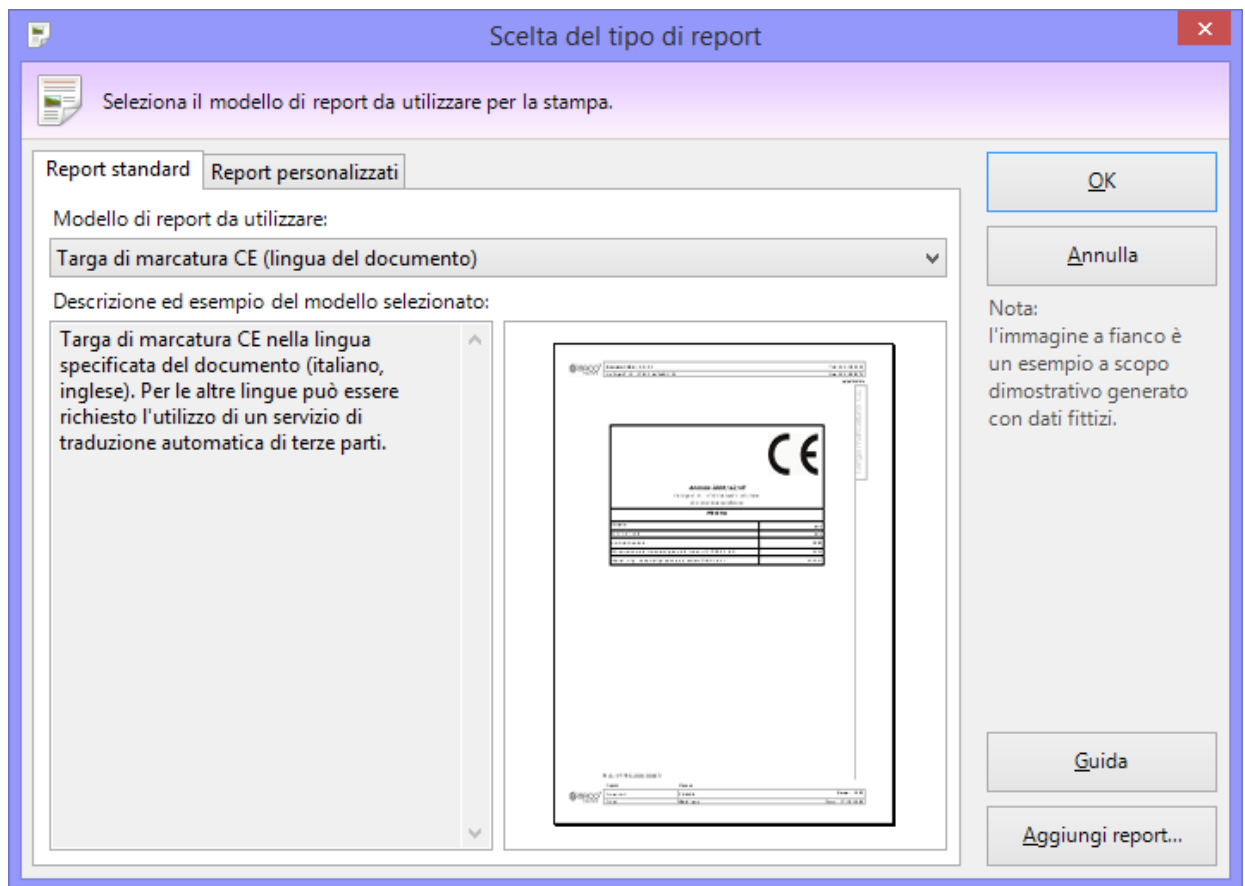 Scelta del tipo di report
Seleziona il modello di report da utilizzare per la stampa.
Report standard
Report personalizzati
Modello di report da utilizzare:
Targa di marcatura CE (lingua del documento)
Descrizione ed esempio del modello selezionato:
Targa di marcatura CE nella lingua
specificata del documento (italiano,
inglese). Per le altre lingue può essere
richiesto l'utilizzo di un servizio di
traduzione automatica di terze parti.
CE
OK
Annulla
Nota:
l'immagine a fianco è
un esempio a scopo
dimostrativo generato
con dati fittizi.
Guida
Aggiungi report...